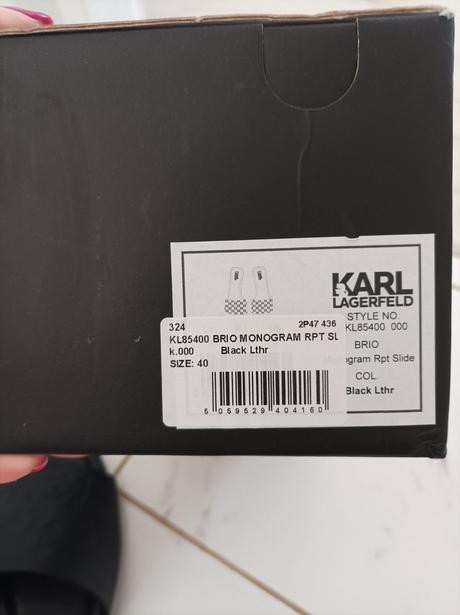 KARL
LAGERFELD
STYLE NO.
KL85400 000
BRIO
Monogram Rpt Slide
COL
Black Lthr
324 2P47 436
KL85400 BRIO MONOGRAM RPT SL
k.000 Black Lthr
SIZE: 40
5 059529 404160